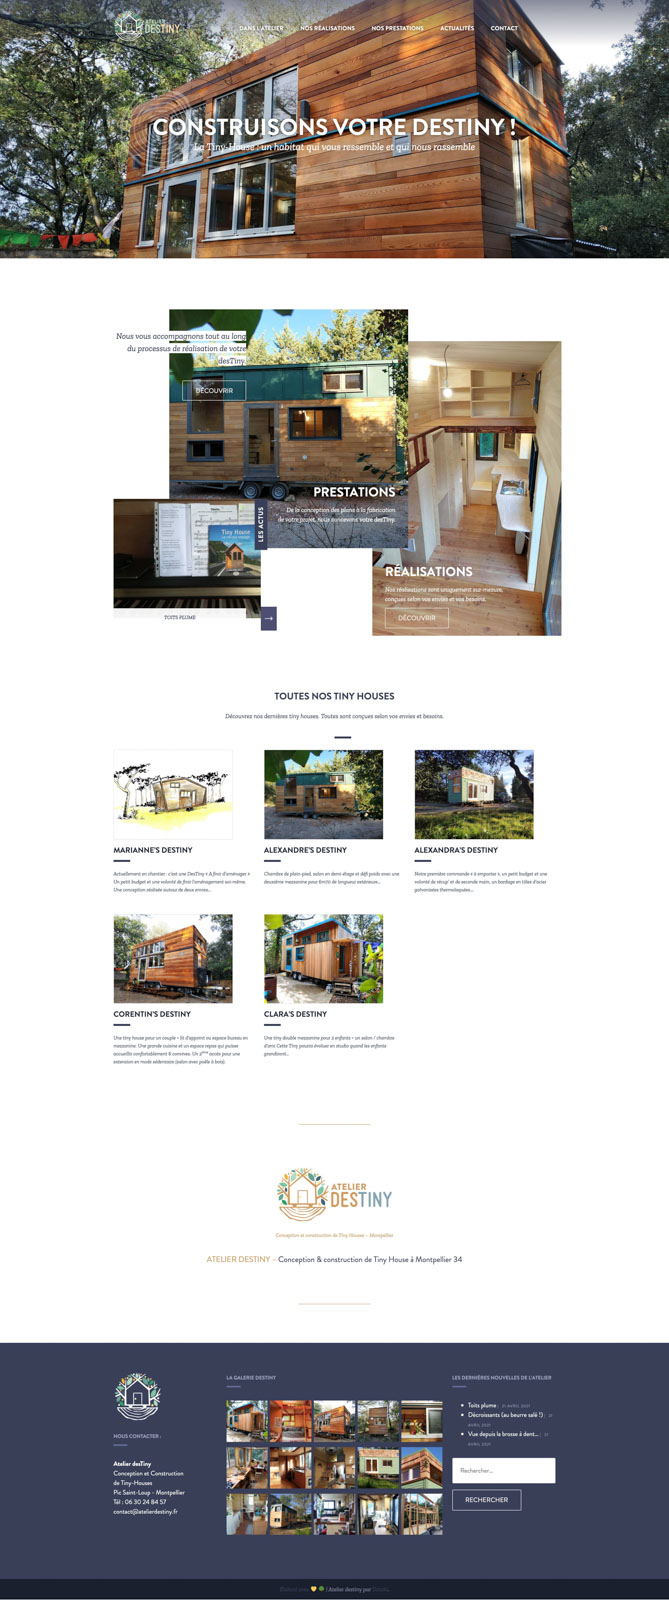 ATELIER
DESTINY
DANS L'ATELIER
NOS RÉALISATIONS
NOS PRESTATIONS
ACTUALITÉS
CONTACT
CONSTRUISONS VOTRE DESTINY !
La Tiny-House : un habitat qui vous ressemble et qui nous rassemble
Nous vous accompagnons tout au long
du processus de réalisation de votre
desTiny.
DÉCOUVRIR
PRESTATIONS
De la conception des plans à la fabrication
de votre projet, nous concevons votre desTiny.
LES ACTUS
Tiny House
TOITS PLUME
→
RÉALISATIONS
Nos réalisations sont uniquement sur-mesure,
conçues selon vos envies et vos besoins.
DÉCOUVRIR
TOUTES NOS TINY HOUSES
Découvrez nos dernières tiny houses. Toutes sont conçues selon vos envies et besoins.
MARIANNE'S DESTINY
Actuellement en chantier : c'est une DesTiny « A finir d'aménager »
Un petit budget et une volonté de finir l'aménagement soi-même.
Une conception réalisée autour de deux envies...
ALEXANDRE'S DESTINY
Chambre de plain-pied, salon en demi-étage et défi poids avec une
deuxième mezzanine pour 6m70 de longueur extérieure...
ALEXANDRA'S DESTINY
Notre première commande « à emporter », un petit budget et une
volonté de récup' et de seconde main, un bardage en tôles d'acier
galvanisées thermolaquées...
CORENTIN'S DESTINY
Une tiny house pour un couple + lit d'appoint ou espace bureau en
mezzanine. Une grande cuisine et un espace repas qui puisse
accueillir confortablement 6 convives. Un 2ème accès pour une
extension en mode sédentaire (salon avec poêle à bois).
CLARA'S DESTINY
Une tiny double mezzanine pour 2 enfants + un salon / chambre
d'ami. Cette Tiny pourra évoluer en studio quand les enfants
grandiront...
ATELIER
DESTINY
Conception et construction de Tiny Houses – Montpellier
ATELIER DESTINY – Conception & construction de Tiny House à Montpellier 34
NOUS CONTACTER :
Atelier desTiny
Conception et Construction
de Tiny-Houses
Pic Saint-Loup - Montpellier
Tél : 06 30 24 84 57
contact@atelierdestiny.fr
LA GALERIE DESTINY
LES DERNIÈRES NOUVELLES DE L'ATELIER
Toits plume | 21 AVRIL 2021
Décroissants (au beurre salé !) | 21
AVRIL 2021
Vue depuis la brosse à dent... | 21
AVRIL 2021
Rechercher...
RECHERCHER
Élaboré avec 💛 🌳 | Atelier destiny par